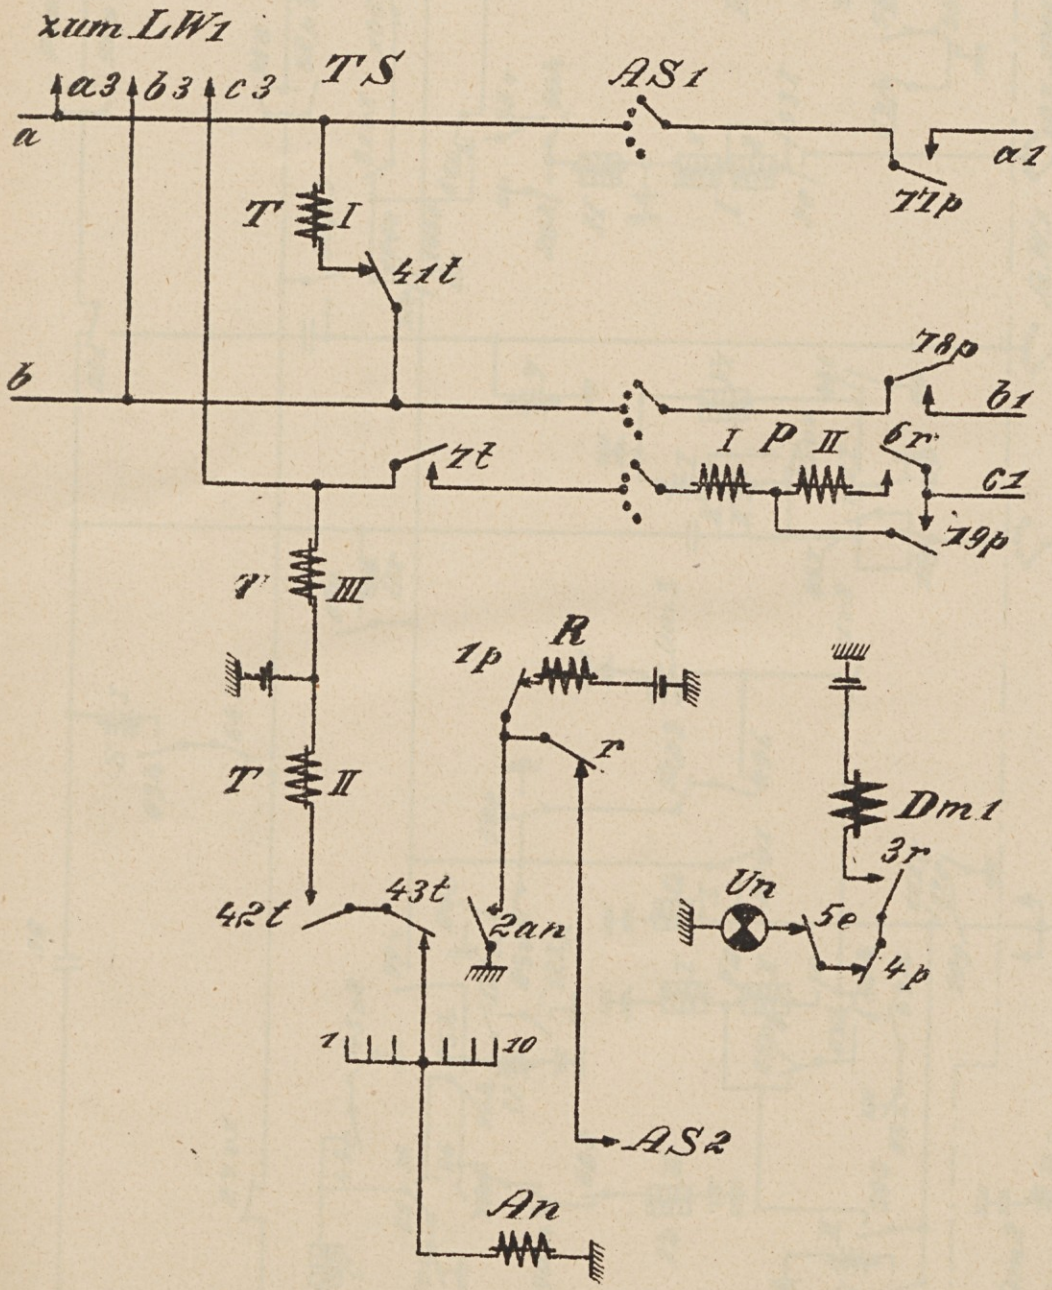 zum LW1
a3 b3 c3 TS AS1
a
a1
77p
T I
41t
b
78p
b1
7t
I P II 6r
c1
79p
T III
R
1p
r
T II
Dm1
3r
Un
42t 43t
2an
5e
4p
1 10
AS2
An